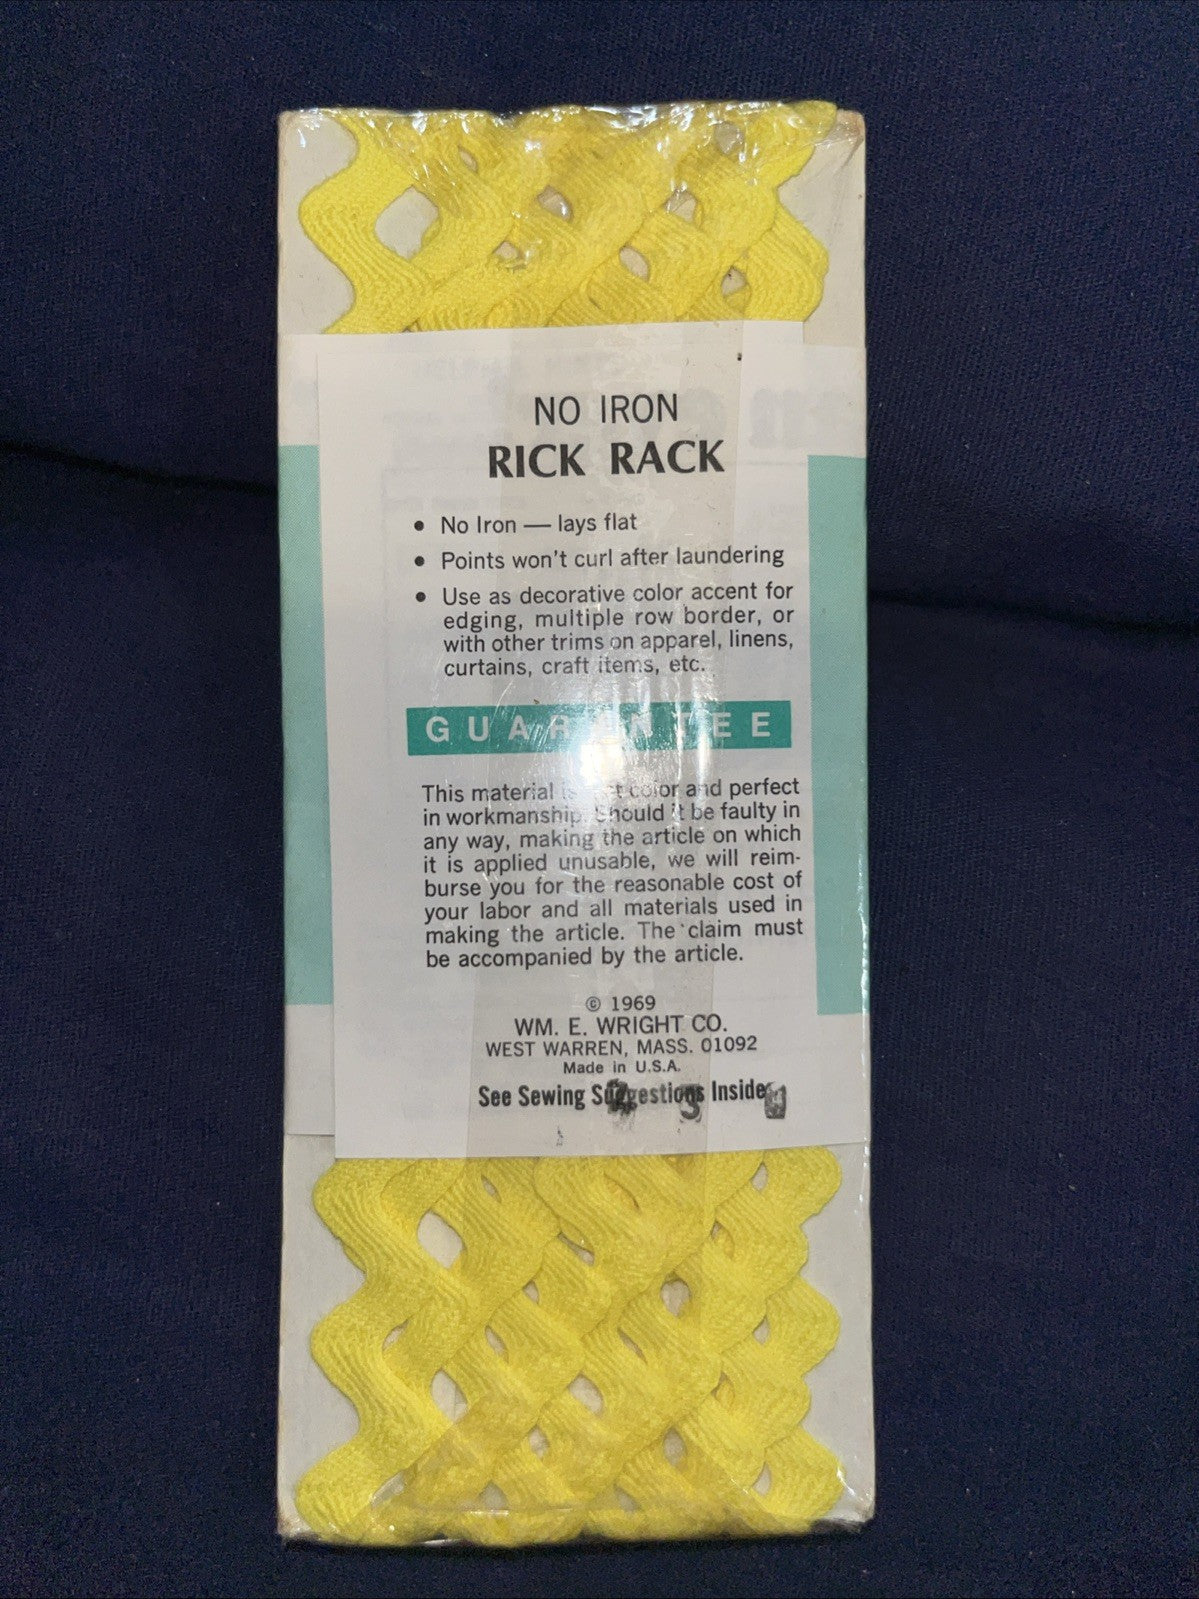 NO IRON
RICK RACK
• No Iron — lays flat
• Points won't curl after laundering
• Use as decorative color accent for
edging, multiple row border, or
with other trims on apparel, linens,
curtains, craft items, etc.
GUARANTEE
This material is color and perfect
in workmanship. Should it be faulty in
any way, making the article on which
it is applied unusable, we will reim-
burse you for the reasonable cost of
your labor and all materials used in
making the article. The claim must
be accompanied by the article.
© 1969
WM. E. WRIGHT CO.
WEST WARREN, MASS. 01092
Made in U.S.A.
See Sewing Suggestions Inside